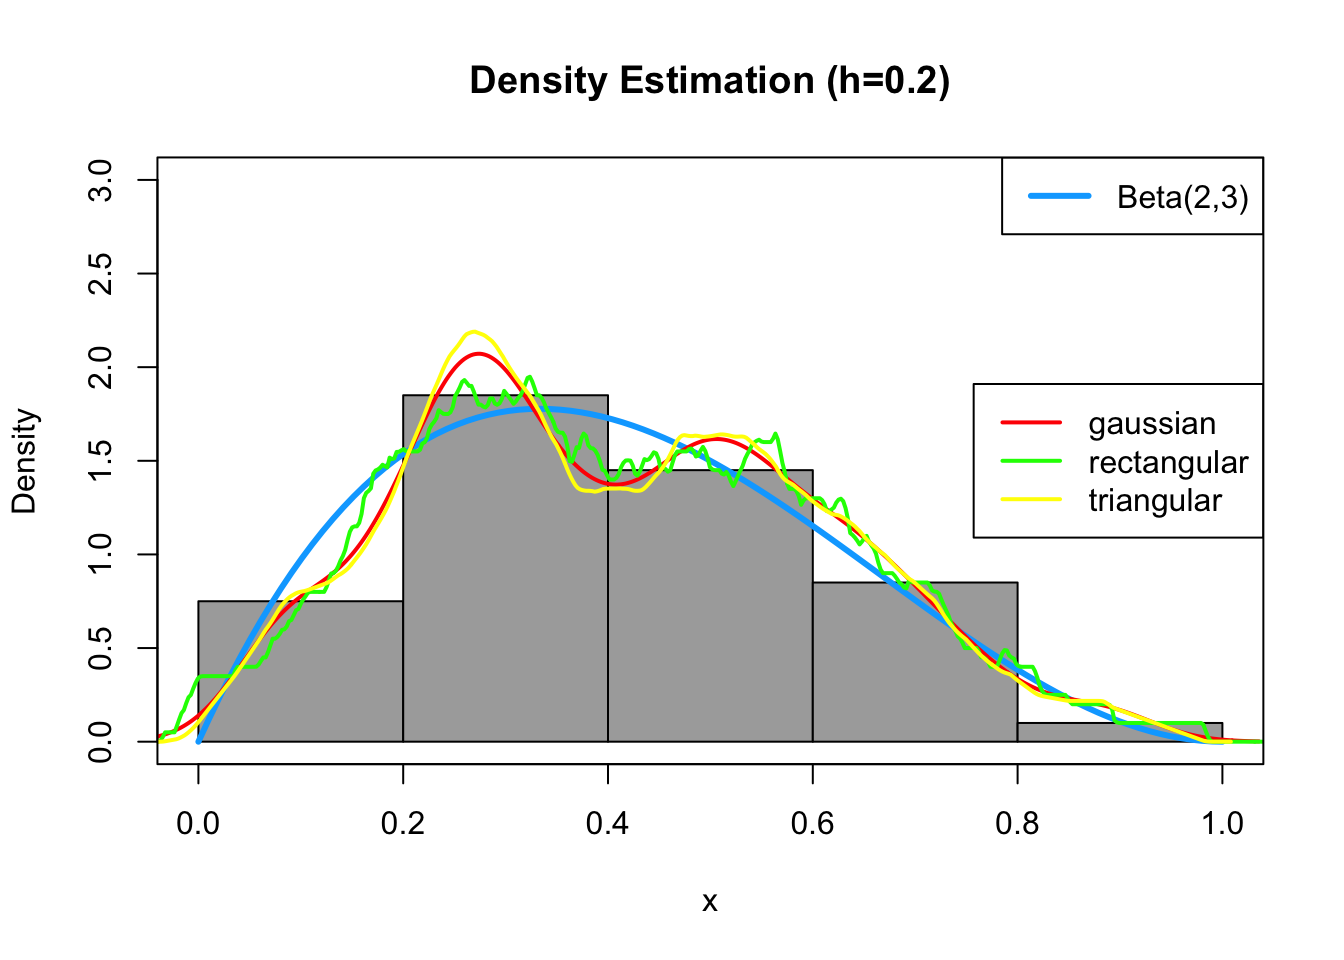 Density Estimation (h=0.2)
Density
3.0
2.5
2.0
1.5
1.0
0.5
0.0
Beta(2,3)
gaussian
rectangular
triangular
0.0 0.2 0.4 0.6 0.8 1.0
x